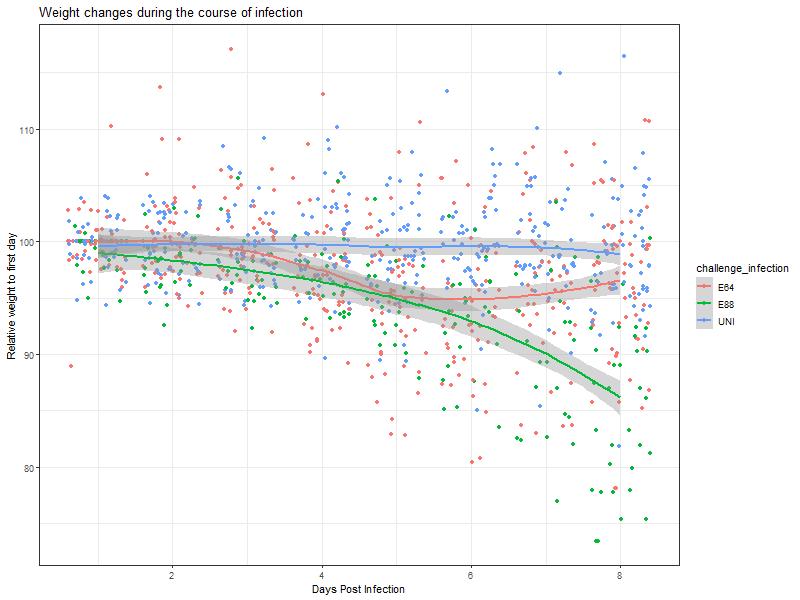 Weight changes during the course of infection
Relative weight to first day
110
100
90
80
2
4
6
8
Days Post Infection
challenge_infection
E64
E88
UNI